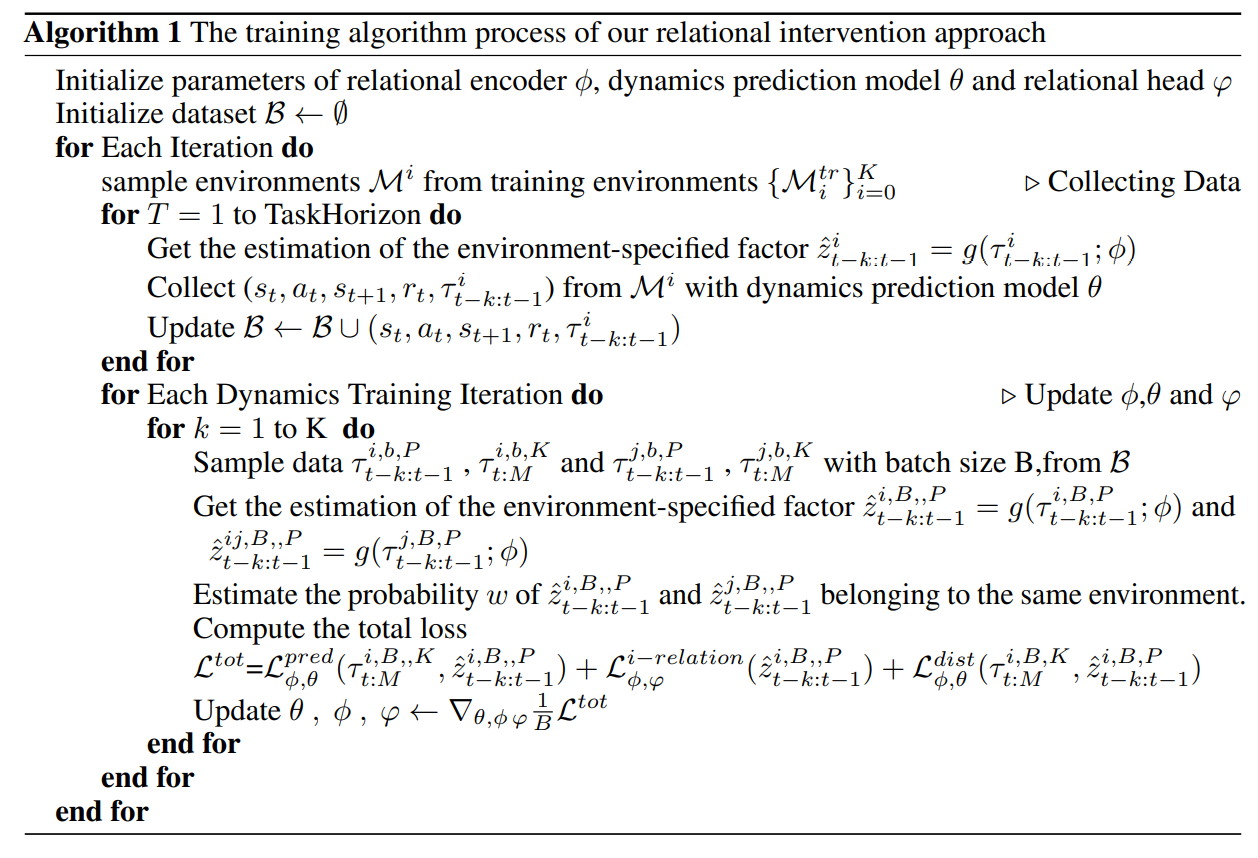 Algorithm 1 The training algorithm process of our relational intervention approach
Initialize parameters of relational encoder $\phi$, dynamics prediction model $\theta$ and relational head $\varphi$
Initialize dataset $\mathcal{B} \leftarrow \emptyset$
for Each Iteration do
sample environments $\mathcal{M}^i$ from training environments $\{\mathcal{M}_i^{tr}\}_{i=0}^{K}$ ▷ Collecting Data
for $T = 1$ to TaskHorizon do
Get the estimation of the environment-specified factor $\hat{z}_{t-k:t-1}^{i} = g(\tau_{t-k:t-1}^{i}; \phi)$
Collect $(s_t, a_t, s_{t+1}, r_t, \tau_{t-k:t-1}^{i})$ from $\mathcal{M}^i$ with dynamics prediction model $\theta$
Update $\mathcal{B} \leftarrow \mathcal{B} \cup (s_t, a_t, s_{t+1}, r_t, \tau_{t-k:t-1}^{i})$
end for
for Each Dynamics Training Iteration do ▷ Update $\phi$,$\theta$ and $\varphi$
for $k = 1$ to K do
Sample data $\tau_{t-k:t-1}^{i,b,P}$ , $\tau_{t:M}^{i,b,K}$ and $\tau_{t-k:t-1}^{j,b,P}$ , $\tau_{t:M}^{j,b,K}$ with batch size B,from $\mathcal{B}$
Get the estimation of the environment-specified factor $\hat{z}_{t-k:t-1}^{i,B,,P} = g(\tau_{t-k:t-1}^{i,B,P}; \phi)$ and
$\hat{z}_{t-k:t-1}^{ij,B,,P} = g(\tau_{t-k:t-1}^{j,B,P}; \phi)$
Estimate the probability $w$ of $\hat{z}_{t-k:t-1}^{i,B,,P}$ and $\hat{z}_{t-k:t-1}^{j,B,,P}$ belonging to the same environment.
Compute the total loss
$\mathcal{L}^{tot}$=$\mathcal{L}_{\phi,\theta}^{pred}(\tau_{t:M}^{i,B,,K}, \hat{z}_{t-k:t-1}^{i,B,,P}) + \mathcal{L}_{\phi,\varphi}^{i-relation}(\hat{z}_{t-k:t-1}^{i,B,,P}) + \mathcal{L}_{\phi,\theta}^{dist}(\tau_{t:M}^{i,B,K}, \hat{z}_{t-k:t-1}^{i,B,P})$
Update $\theta$ , $\phi$ , $\varphi \leftarrow \nabla_{\theta,\phi\,\varphi} \frac{1}{B} \mathcal{L}^{tot}$
end for
end for
end for